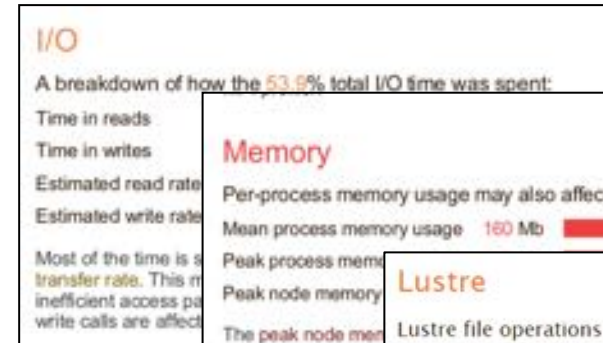 I/O
A breakdown of how the 53.9% total I/O time was spent:
Time in reads
Time in writes
Estimated read rate
Estimated write rate
Most of the time is s
transfer rate. This m
inefficient access pa
write calls are affect
Memory
Per-process memory usage may also affec
Mean process memory usage 160 Mb
Peak process memo
Peak node memory
The peak node mem
Lustre
Lustre file operations